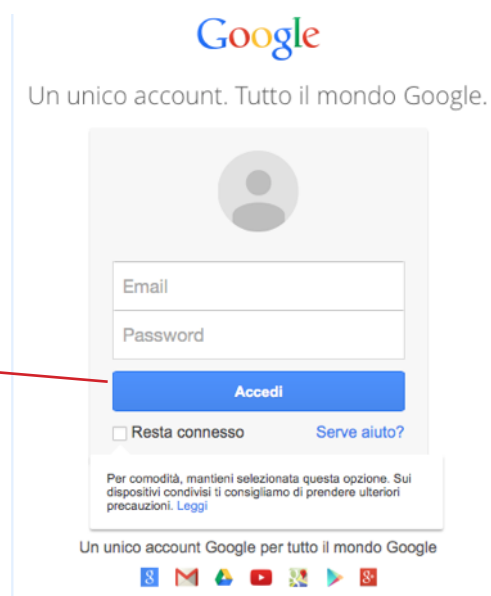 Google
Un unico account. Tutto il mondo Google.
Email
Password
Accedi
Resta connesso Serve aiuto?
Per comodità, mantieni selezionata questa opzione. Sui
dispositivi condivisi ti consigliamo di prendere ulteriori
precauzioni. Leggi
Un unico account Google per tutto il mondo Google
8 g+